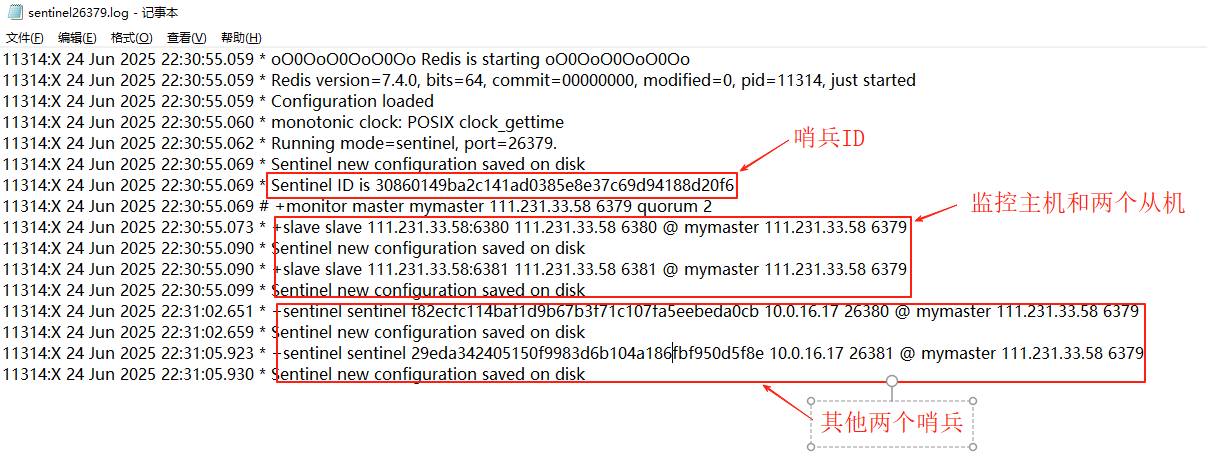 sentinel26379.log - 记事本
文件(F) 编辑(E) 格式(O) 查看(V) 帮助(H)
11314:X 24 Jun 2025 22:30:55.059 * oO0OoO0OoO0Oo Redis is starting oO0OoO0OoO0Oo
11314:X 24 Jun 2025 22:30:55.059 * Redis version=7.4.0, bits=64, commit=00000000, modified=0, pid=11314, just started
11314:X 24 Jun 2025 22:30:55.059 * Configuration loaded
11314:X 24 Jun 2025 22:30:55.060 * monotonic clock: POSIX clock_gettime
11314:X 24 Jun 2025 22:30:55.062 * Running mode=sentinel, port=26379.
哨兵ID
11314:X 24 Jun 2025 22:30:55.069 * Sentinel new configuration saved on disk
11314:X 24 Jun 2025 22:30:55.069 * Sentinel ID is 30860149ba2c141ad0385e8e37c69d94188d20f6
11314:X 24 Jun 2025 22:30:55.069 # +monitor master mymaster 111.231.33.58 6379 quorum 2
监控主机和两个从机
11314:X 24 Jun 2025 22:30:55.073 * +slave slave 111.231.33.58:6380 111.231.33.58 6380 @ mymaster 111.231.33.58 6379
11314:X 24 Jun 2025 22:30:55.090 * Sentinel new configuration saved on disk
11314:X 24 Jun 2025 22:30:55.090 * +slave slave 111.231.33.58:6381 111.231.33.58 6381 @ mymaster 111.231.33.58 6379
11314:X 24 Jun 2025 22:30:55.099 * Sentinel new configuration saved on disk
11314:X 24 Jun 2025 22:31:02.651 * +sentinel sentinel f82ecfc114baf1d9b67b3f71c107fa5eebeda0cb 10.0.16.17 26380 @ mymaster 111.231.33.58 6379
11314:X 24 Jun 2025 22:31:02.659 * Sentinel new configuration saved on disk
11314:X 24 Jun 2025 22:31:05.923 * +sentinel sentinel 29eda342405150f9983d6b104a186fbf950d5f8e 10.0.16.17 26381 @ mymaster 111.231.33.58 6379
11314:X 24 Jun 2025 22:31:05.930 * Sentinel new configuration saved on disk
其他两个哨兵